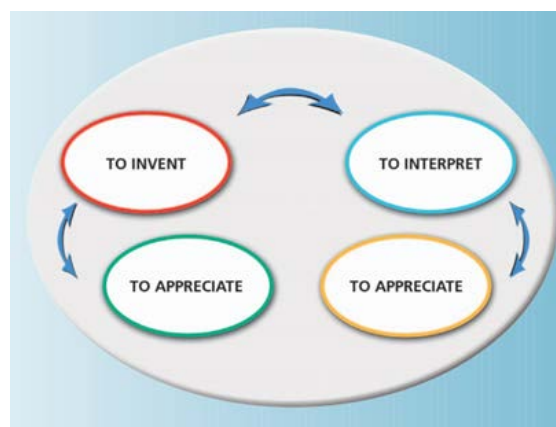 TO INVENT
TO INTERPRET
TO APPRECIATE
TO APPRECIATE